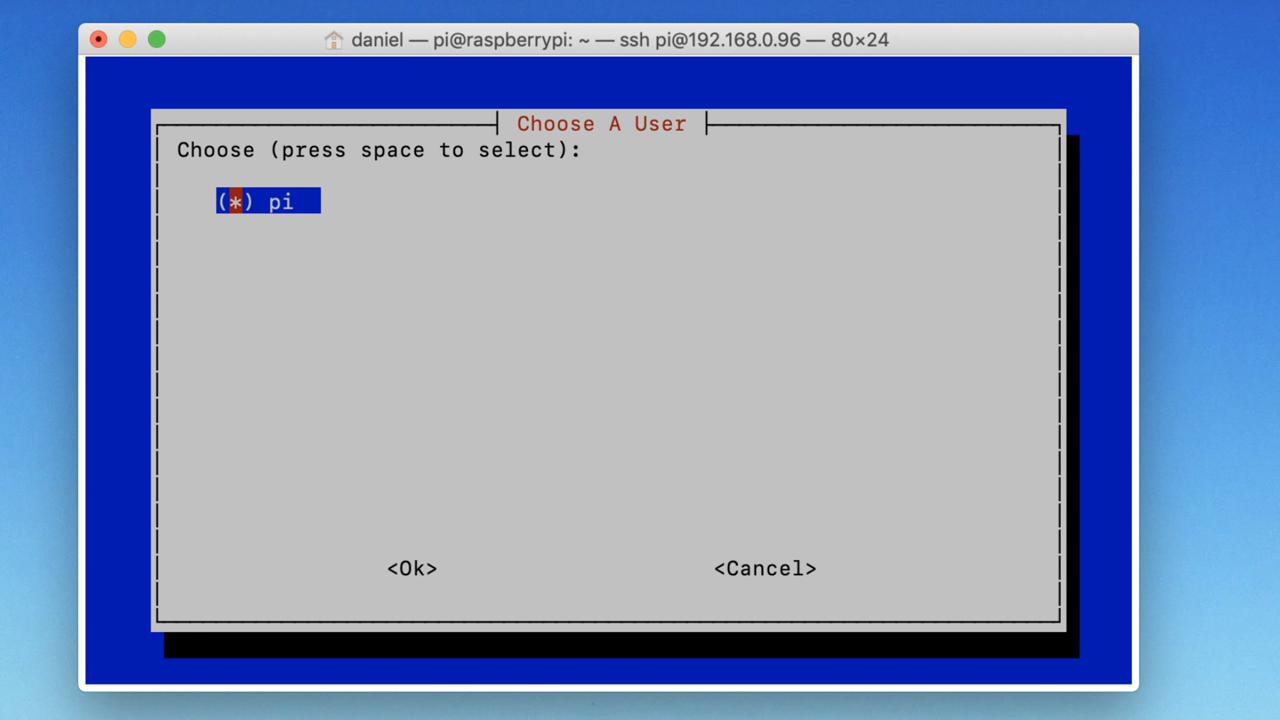 daniel — pi@raspberrypi: ~ — ssh pi@192.168.0.96 — 80×24
Choose A User
Choose (press space to select):
(*) pi
<Ok> <Cancel>